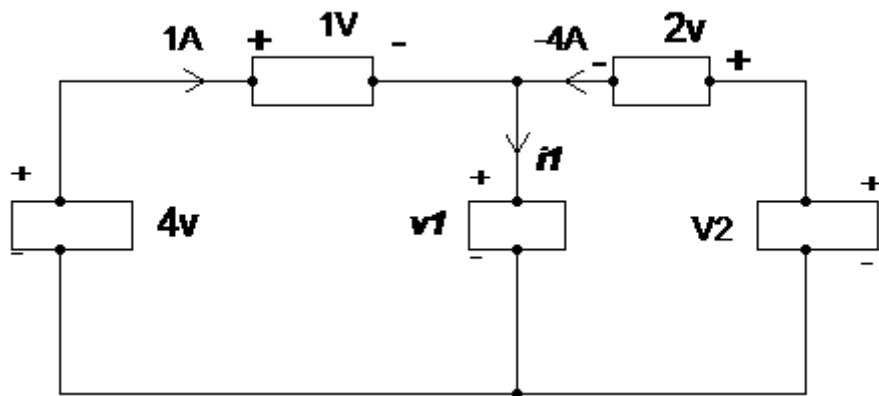 1A + 1V - -4A - 2v +
i1
+ 4v -
+ v1 -
V2 + -